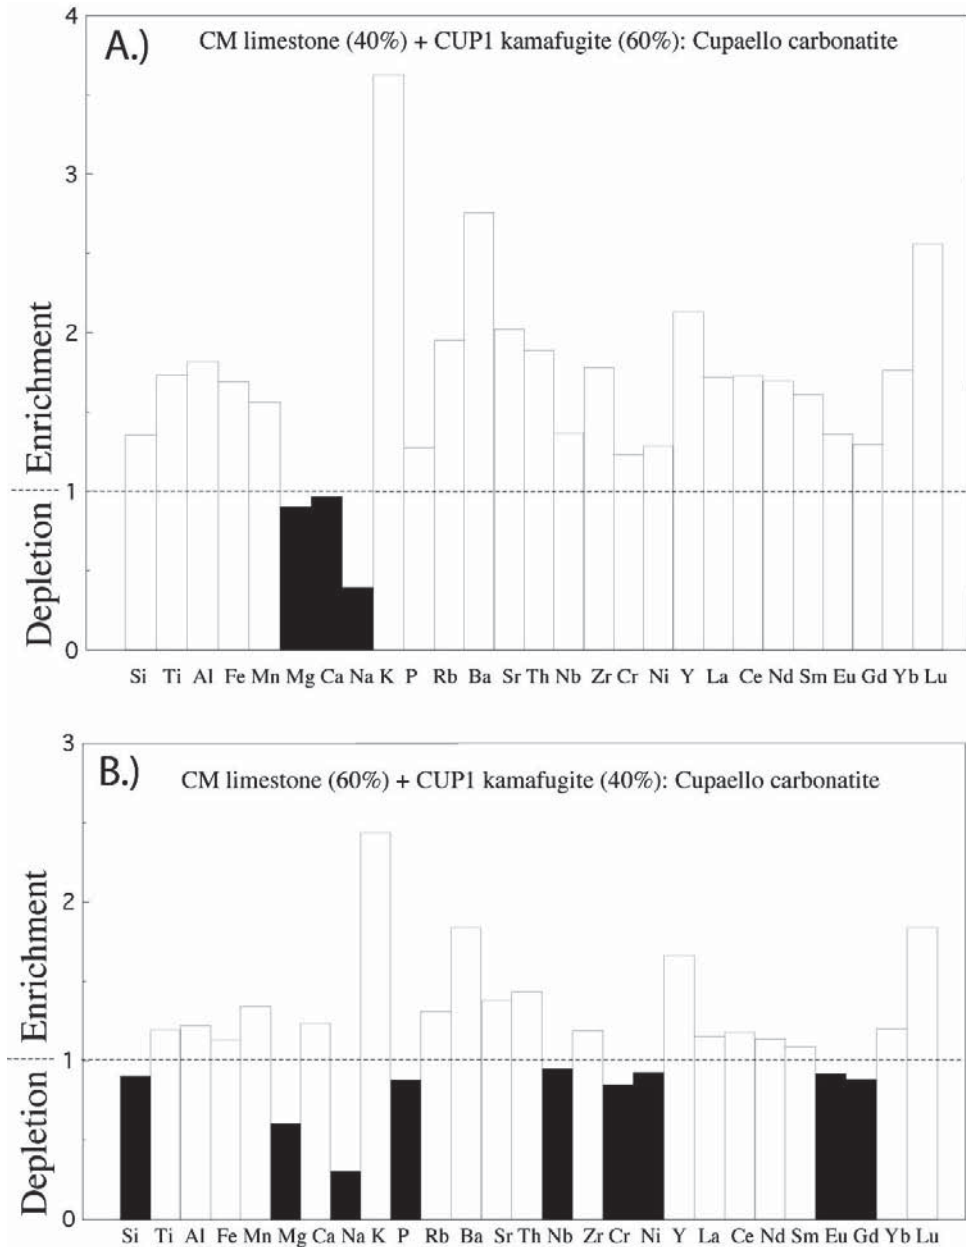 A.)
CM limestone (40%) + CUP1 kamafugite (60%): Cupaello carbonatite
4
3
2
1
0
Enrichment
Depletion
Si Ti Al Fe Mn Mg Ca Na K P Rb Ba Sr Th Nb Zr Cr Ni Y La Ce Nd Sm Eu Gd Yb Lu
B.)
CM limestone (60%) + CUP1 kamafugite (40%): Cupaello carbonatite
3
2
1
0
Enrichment
Depletion
Si Ti Al Fe Mn Mg Ca Na K P Rb Ba Sr Th Nb Zr Cr Ni Y La Ce Nd Sm Eu Gd Yb Lu